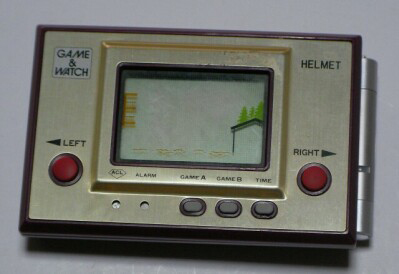 GAME
& WATCH
HELMET
◄ LEFT
RIGHT ►
ACL ALARM GAME A GAME B TIME